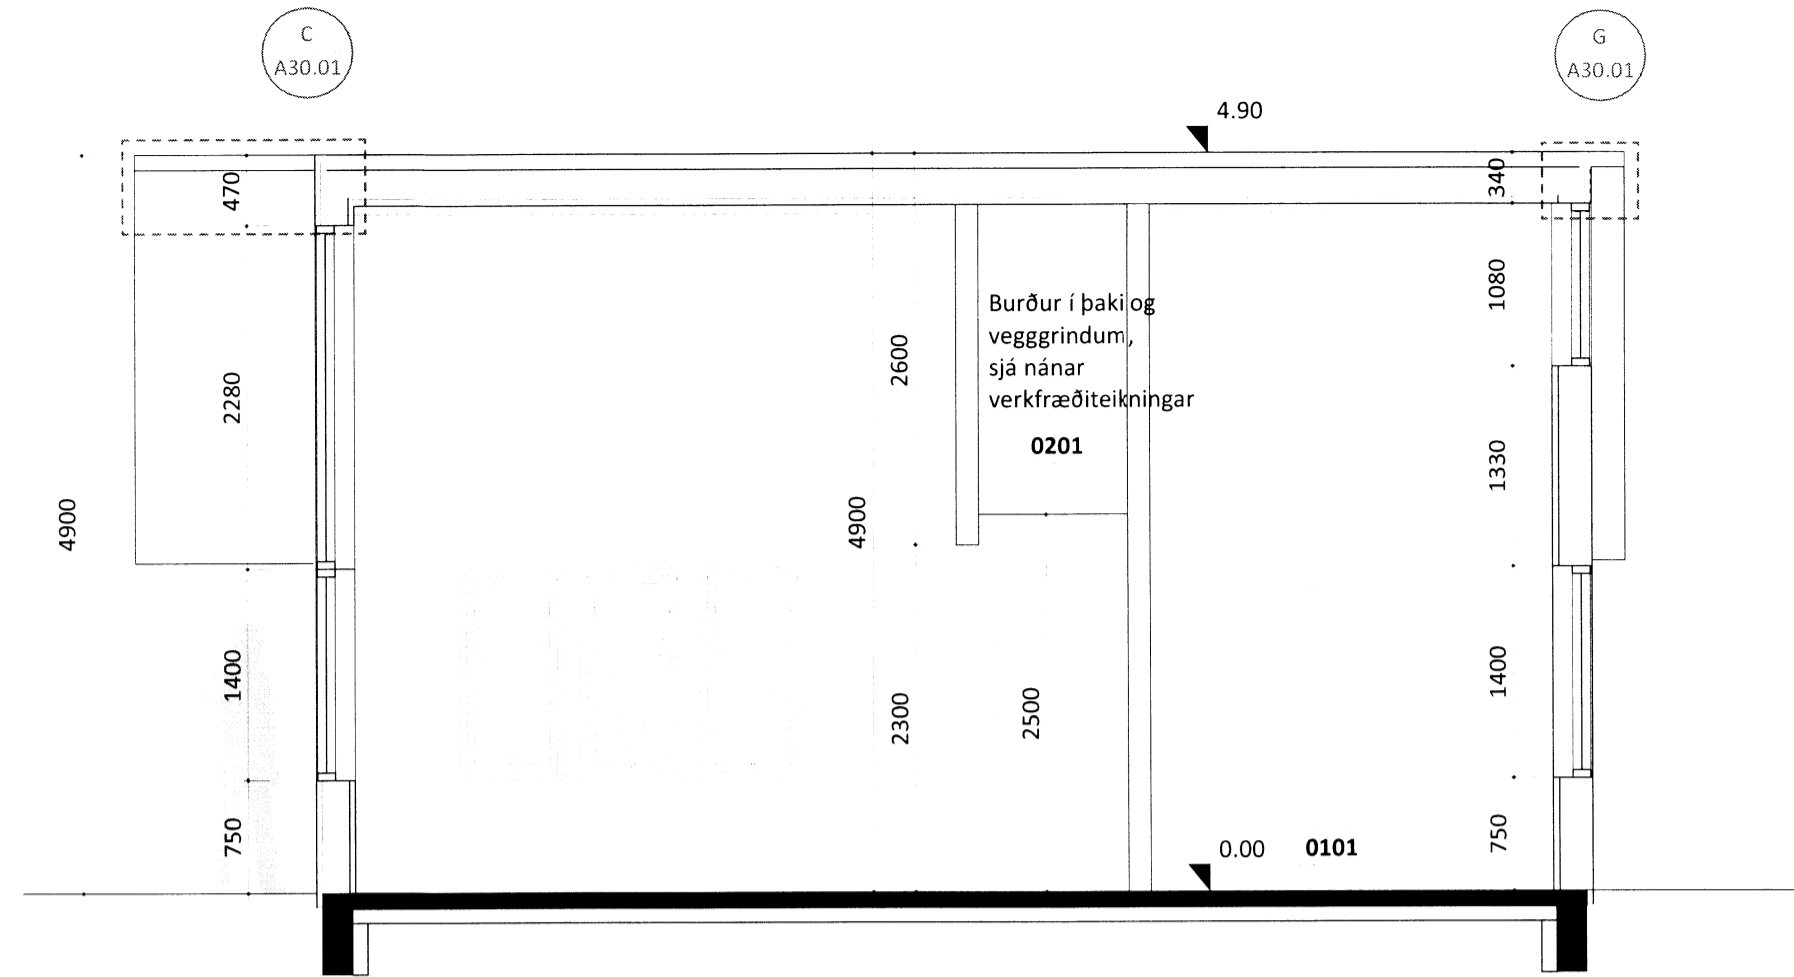 C
A30.01
G
A30.01
4.90
470
340
2280
1080
2600
Burður í þaki og
vegggrindum,
sjá nánar
verkfræðiteikningar
0201
1330
4900
4900
1400
2300
2500
1400
750
0.00
0101
750